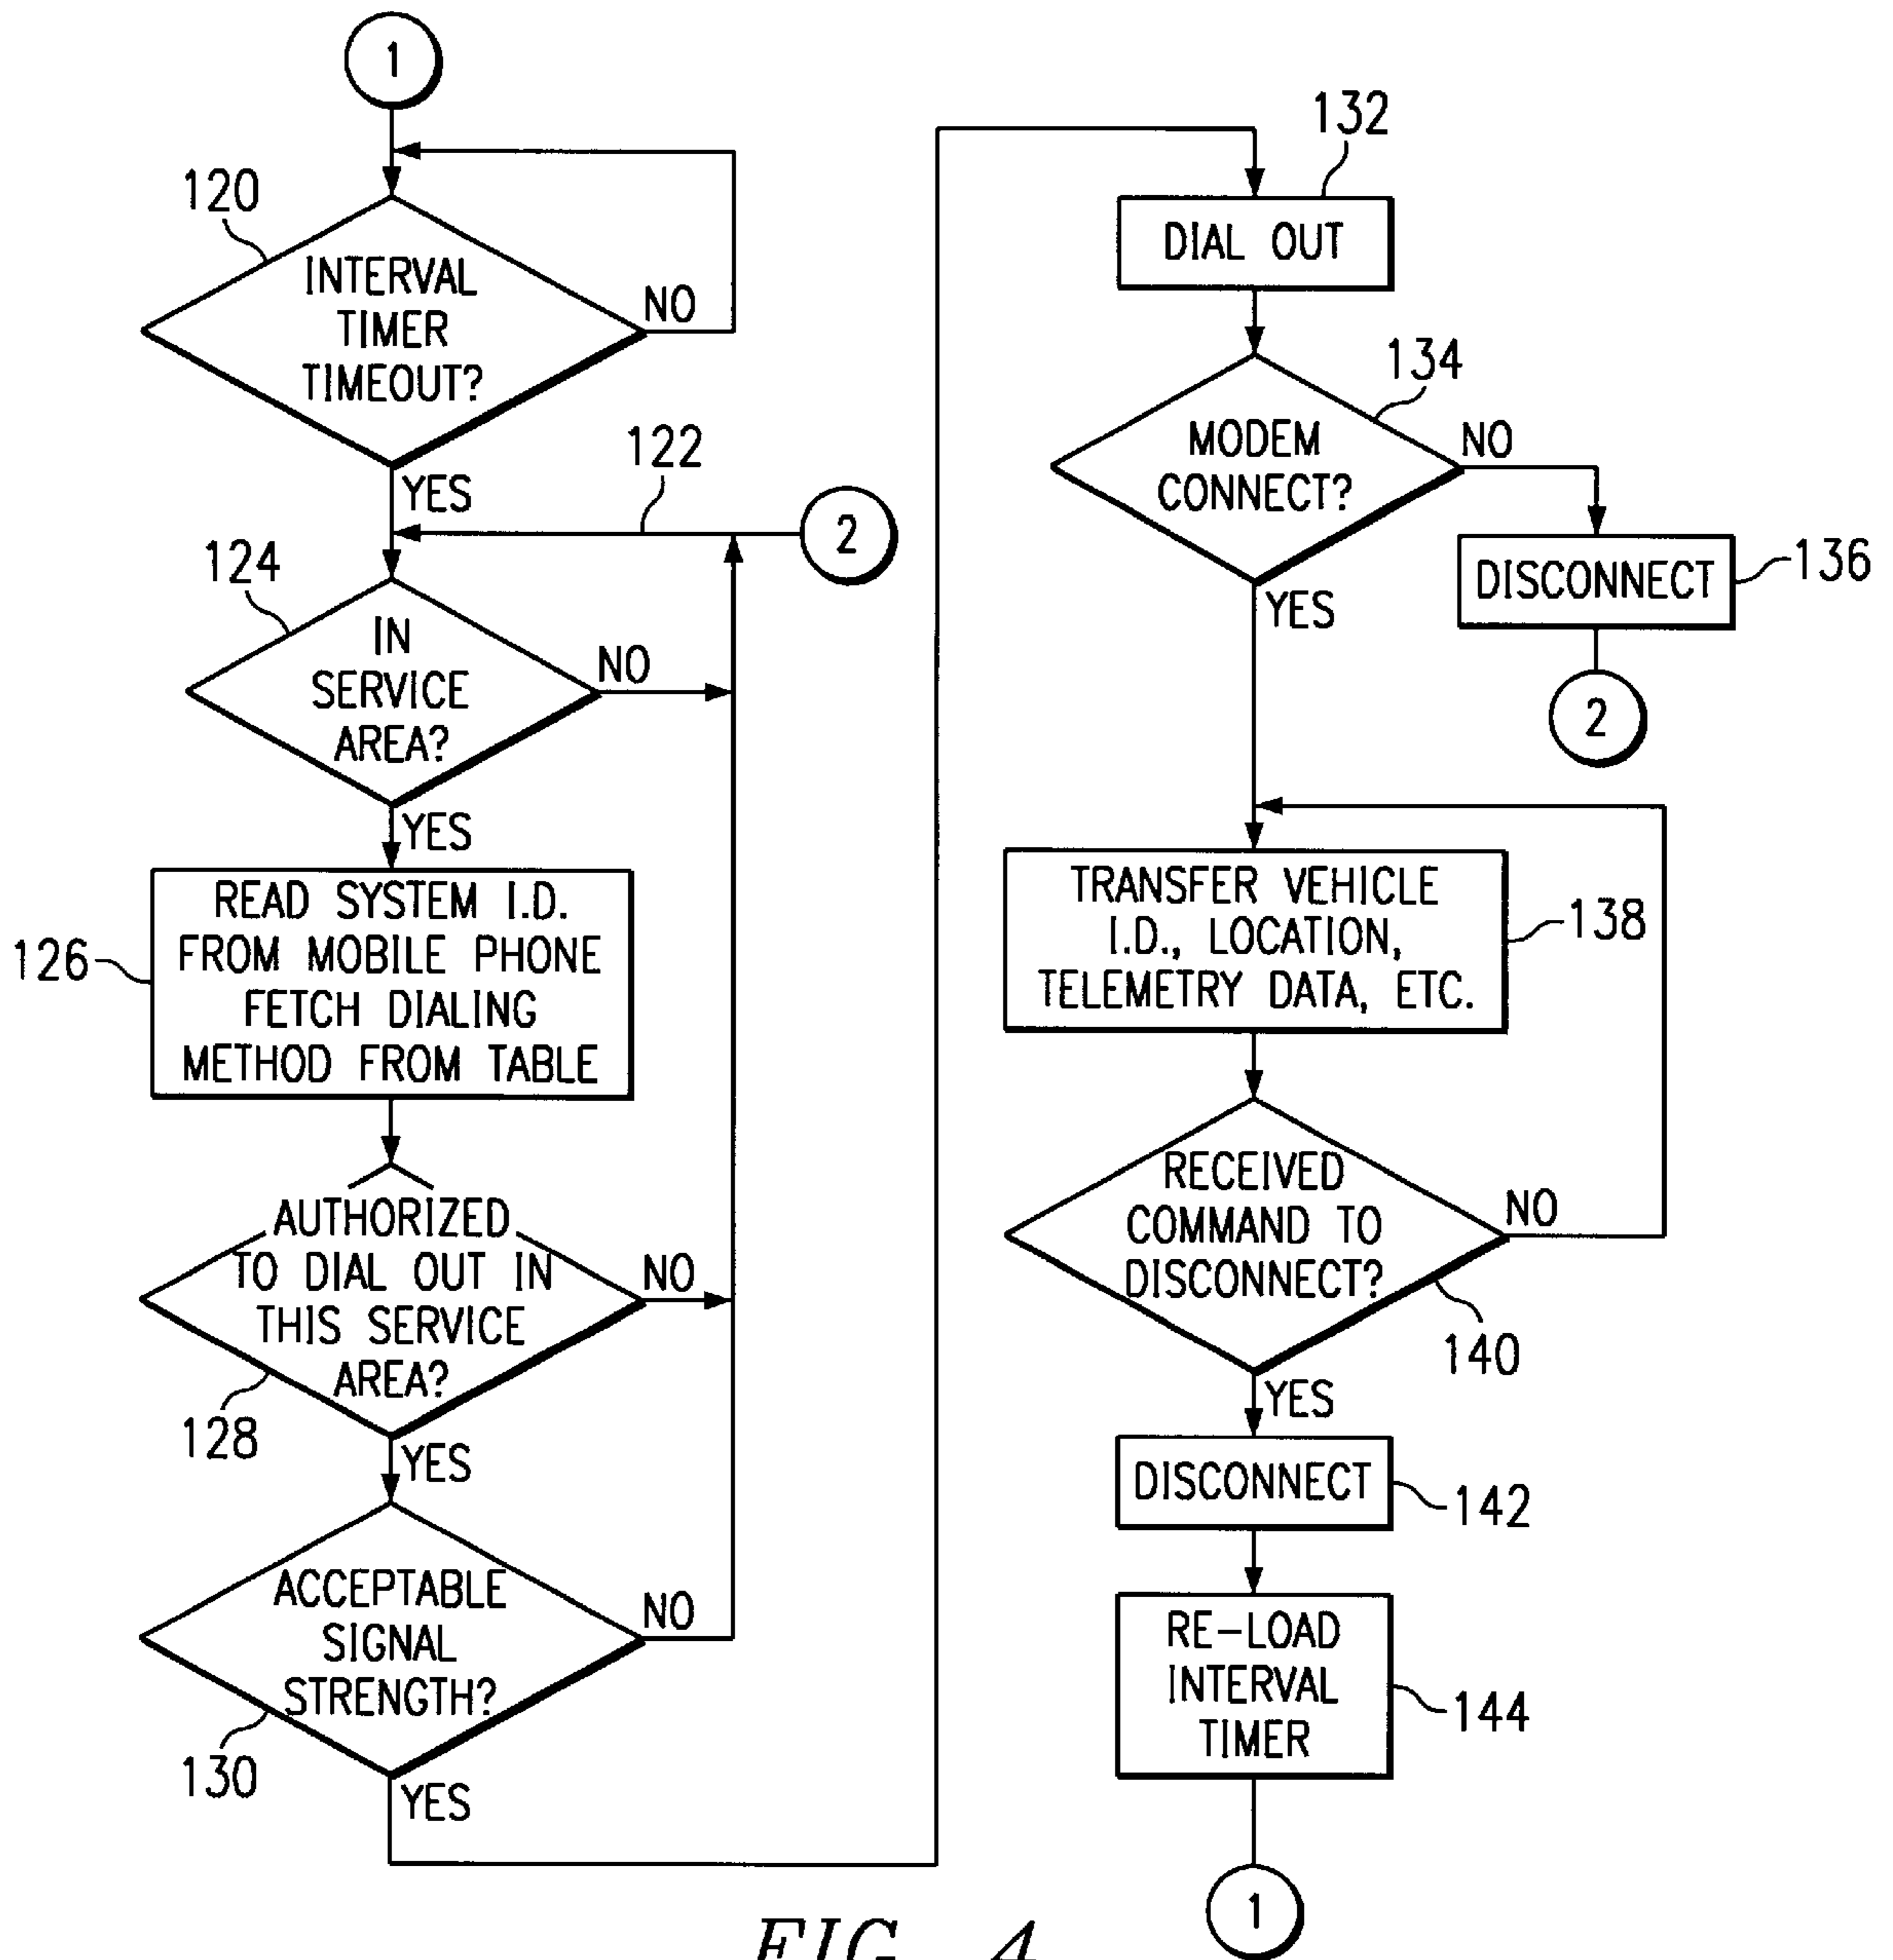 1
120
INTERVAL
TIMER
TIMEOUT?
NO
YES
122
2
124
IN
SERVICE
AREA?
NO
YES
126
READ SYSTEM I.D.
FROM MOBILE PHONE
FETCH DIALING
METHOD FROM TABLE
AUTHORIZED
TO DIAL OUT IN
THIS SERVICE
AREA?
NO
128
YES
ACCEPTABLE
SIGNAL
STRENGTH?
NO
130
YES
132
DIAL OUT
134
MODEM
CONNECT?
NO
YES
DISCONNECT
136
2
TRANSFER VEHICLE
I.D., LOCATION,
TELEMETRY DATA, ETC.
138
RECEIVED
COMMAND TO
DISCONNECT?
NO
140
YES
DISCONNECT
142
RE-LOAD
INTERVAL
TIMER
144
1
FIG. 4